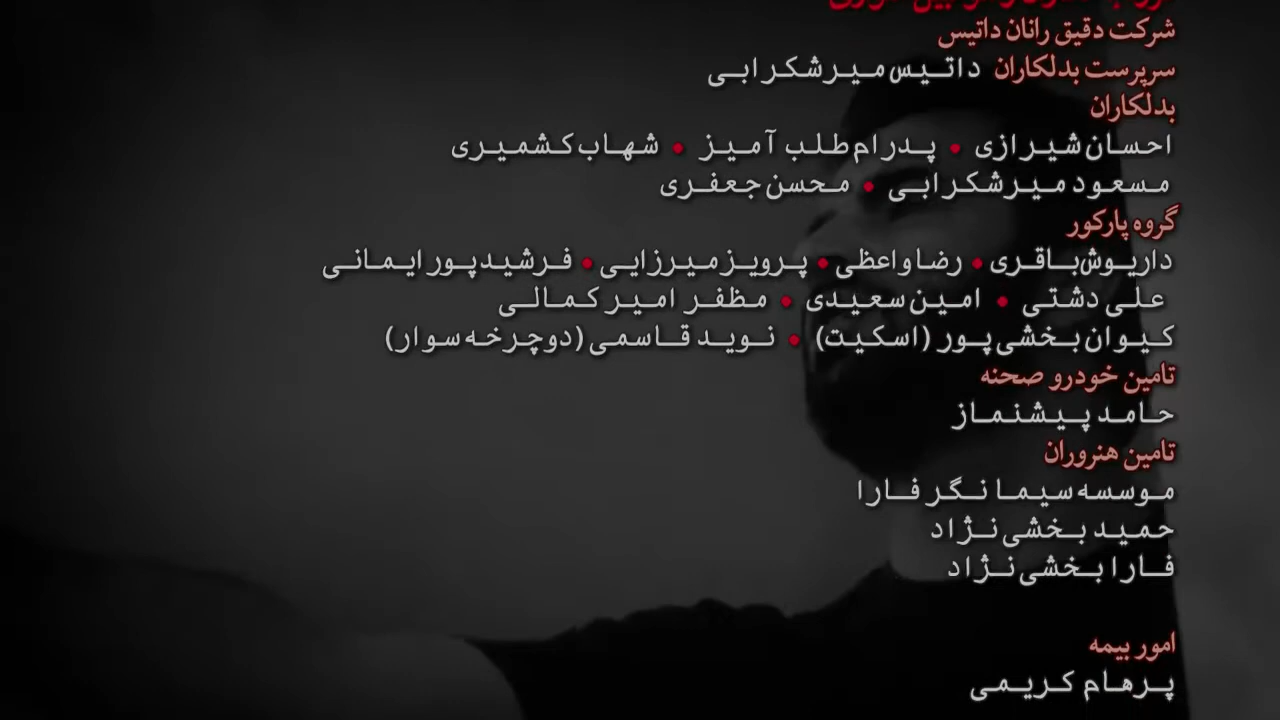 شرکت دقیق رانان داتیس
سرپرست بدلکاران داتیس میرشکرابی
بدلکاران
احسان شیرازی • پدرام طلب آمیز • شهاب کشمیری
مسعود میرشکرابی • محسن جعفری
گروه پارکور
داریوش باقری • رضا واعظی • پرویز میرزایی • فرشید پور ایمانی
علی دشتی • امین سعیدی • مظفر امیر کمالی
کیوان بخشی پور (اسکیت) • نوید قاسمی (دوچرخه سوار)
تامین خودرو صحنه
حامد پیشنماز
تامین هنروران
موسسه سیما نگر فارا
حمید بخشی نژاد
فارا بخشی نژاد
امور بیمه
پرهام کریمی